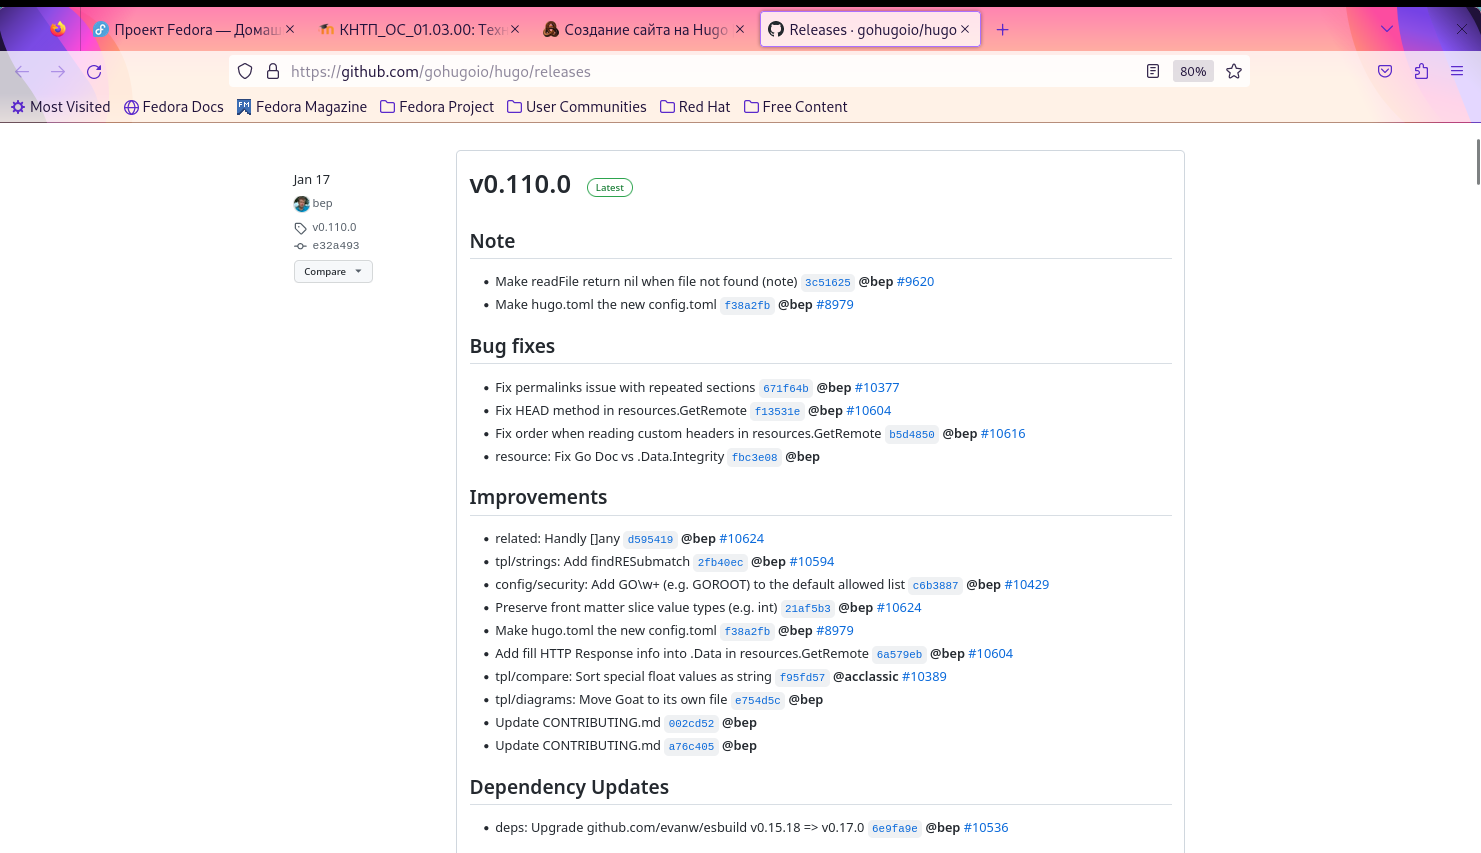 Проект Fedora — Домаш
КНТП_ОС_01.03.00: Техн
Создание сайта на Hugo
Releases · gohugoio/hugo
https://github.com/gohugoio/hugo/releases
80%
Most Visited Fedora Docs Fedora Magazine Fedora Project User Communities Red Hat Free Content
Jan 17
bep
v0.110.0
e32a493
Compare
v0.110.0 Latest
Note
• Make readFile return nil when file not found (note) 3c51625 @bep #9620
• Make hugo.toml the new config.toml f38a2fb @bep #8979
Bug fixes
• Fix permalinks issue with repeated sections 671f64b @bep #10377
• Fix HEAD method in resources.GetRemote f13531e @bep #10604
• Fix order when reading custom headers in resources.GetRemote b5d4850 @bep #10616
• resource: Fix Go Doc vs .Data.Integrity fbc3e08 @bep
Improvements
• related: Handly []any d595419 @bep #10624
• tpl/strings: Add findRESubmatch 2fb40ec @bep #10594
• config/security: Add GO\w+ (e.g. GOROOT) to the default allowed list c6b3887 @bep #10429
• Preserve front matter slice value types (e.g. int) 21af5b3 @bep #10624
• Make hugo.toml the new config.toml f38a2fb @bep #8979
• Add fill HTTP Response info into .Data in resources.GetRemote 6a579eb @bep #10604
• tpl/compare: Sort special float values as string f95fd57 @acclassic #10389
• tpl/diagrams: Move Goat to its own file e754d5c @bep
• Update CONTRIBUTING.md 002cd52 @bep
• Update CONTRIBUTING.md a76c405 @bep
Dependency Updates
• deps: Upgrade github.com/evanw/esbuild v0.15.18 => v0.17.0 6e9fa9e @bep #10536